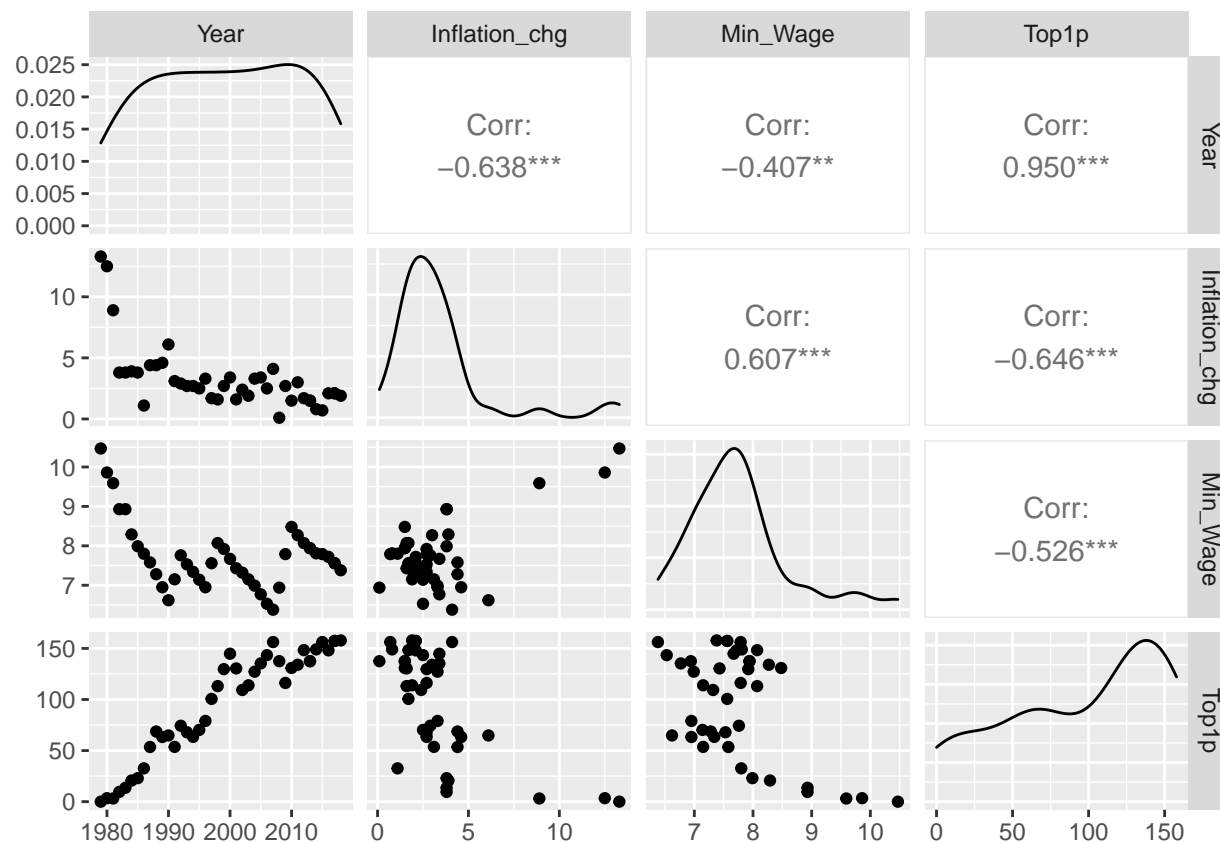 Year Inflation_chg Min_Wage Top1p
0.025
0.020
0.015
0.010
0.005
0.000
Corr:
−0.638***
Corr:
−0.407**
Corr:
0.950***
Year
10
5
0
Corr:
0.607***
Corr:
−0.646***
Inflation_chg
10
9
8
7
Corr:
−0.526***
Min_Wage
150
100
50
0
Top1p
1980 1990 2000 2010
0 5 10
7 8 9 10
0 50 100 150